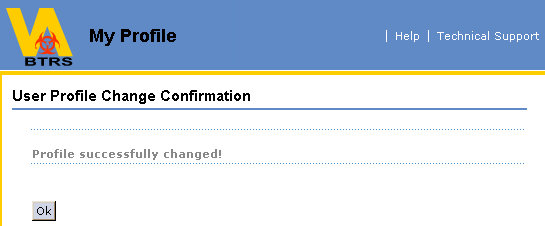 VA
BTRS
My Profile
| Help | Technical Support
User Profile Change Confirmation
Profile successfully changed!
Ok